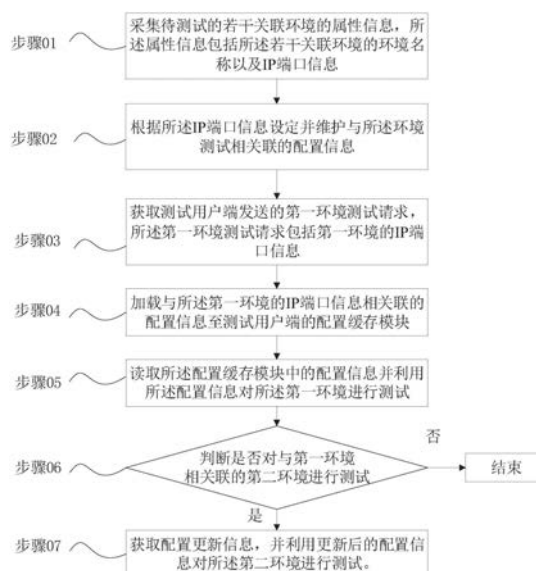 步骤01
采集待测试的若干关联环境的属性信息，所
述属性信息包括所述若干关联环境的环境名
称以及IP端口信息
步骤02
根据所述IP端口信息设定并维护与所述环境
测试相关联的配置信息
步骤03
获取测试用户端发送的第一环境测试请求，
所述第一环境测试请求包括第一环境的IP端
口信息
步骤04
加载与所述第一环境的IP端口信息相关联的
配置信息至测试用户端的配置缓存模块
步骤05
读取所述配置缓存模块中的配置信息并利用
所述配置信息对所述第一环境进行测试
步骤06
判断是否对与第一环境
相关联的第二环境进行测试
否
结束
是
步骤07
获取配置更新信息，并利用更新后的配置信
息对所述第二环境进行测试。